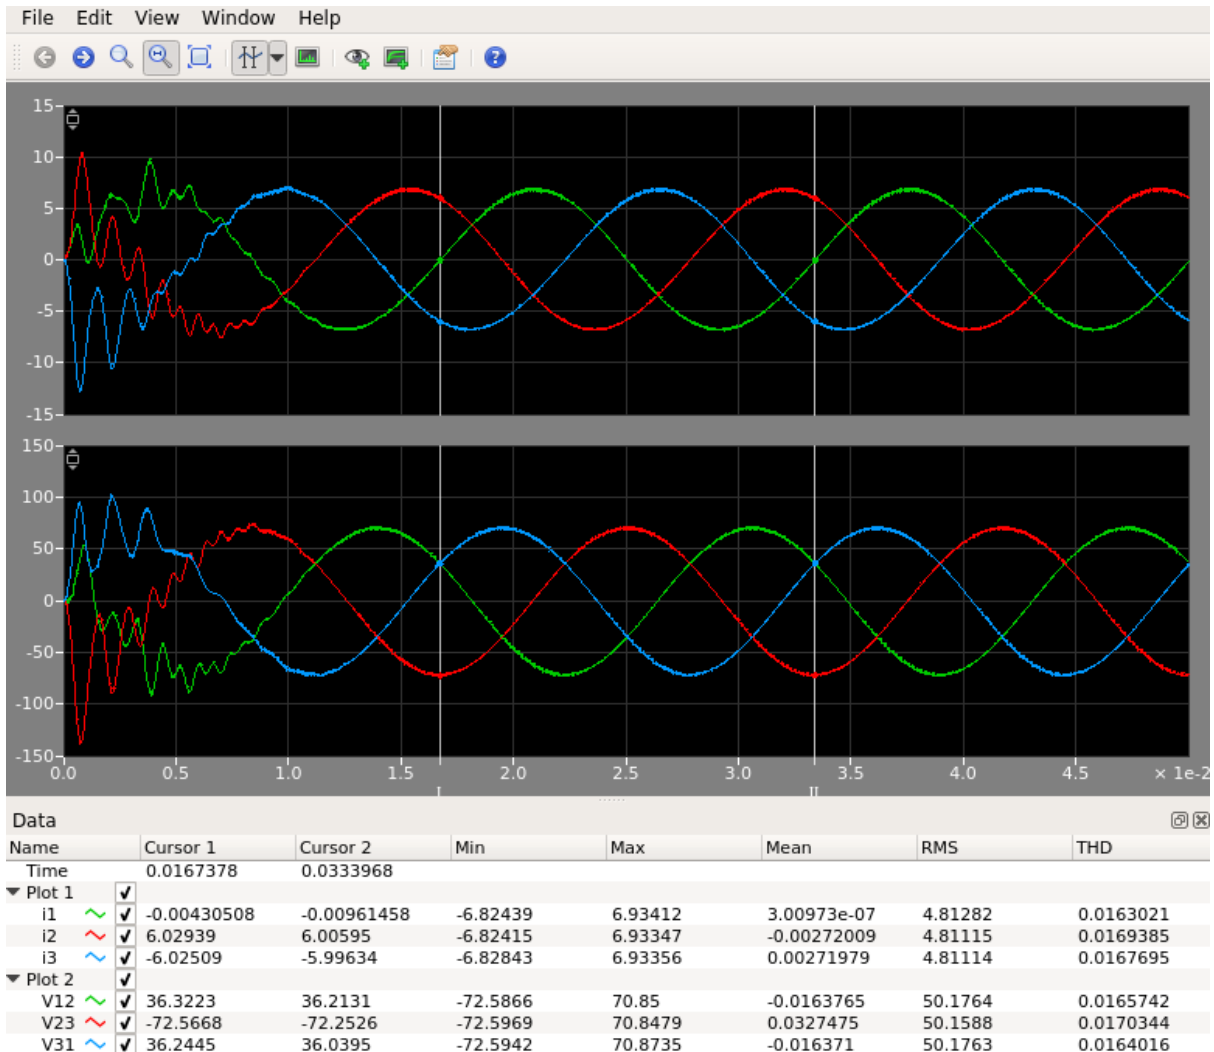 File Edit View Window Help
15
10
5
0
-5
-10
-15
150
100
50
0
-50
-100
-150
0.0 0.5 1.0 1.5 2.0 2.5 3.0 3.5 4.0 4.5 × 1e-2
I II
Data
Name Cursor 1 Cursor 2 Min Max Mean RMS THD
Time 0.0167378 0.0333968
Plot 1
i1 -0.00430508 -0.00961458 -6.82439 6.93412 3.00973e-07 4.81282 0.0163021
i2 6.02939 6.00595 -6.82415 6.93347 -0.00272009 4.81115 0.0169385
i3 -6.02509 -5.99634 -6.82843 6.93356 0.00271979 4.81114 0.0167695
Plot 2
V12 36.3223 36.2131 -72.5866 70.85 -0.0163765 50.1764 0.0165742
V23 -72.5668 -72.2526 -72.5969 70.8479 0.0327475 50.1588 0.0170344
V31 36.2445 36.0395 -72.5942 70.8735 -0.016371 50.1763 0.0164016